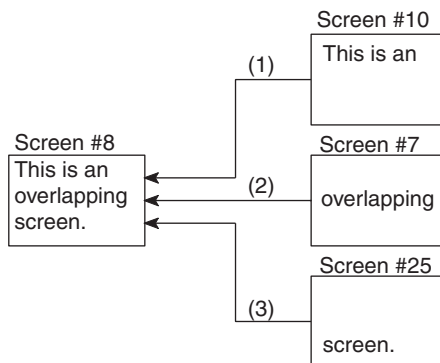 Screen #10
This is an
(1)
Screen #8
This is an
overlapping
screen.
Screen #7
(2)
overlapping
Screen #25
(3)
screen.